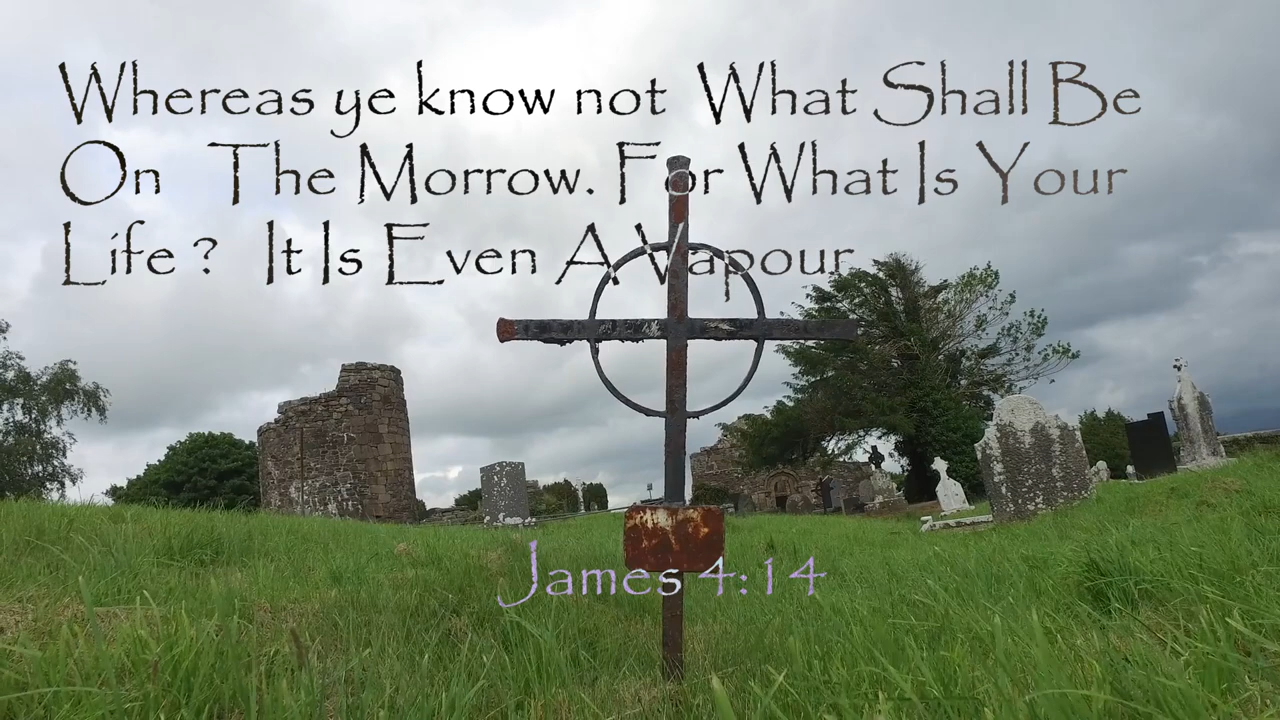 Whereas ye know not What Shall Be
On The Morrow. For What Is Your
Life ? It Is Even A Vapour
James 4:14